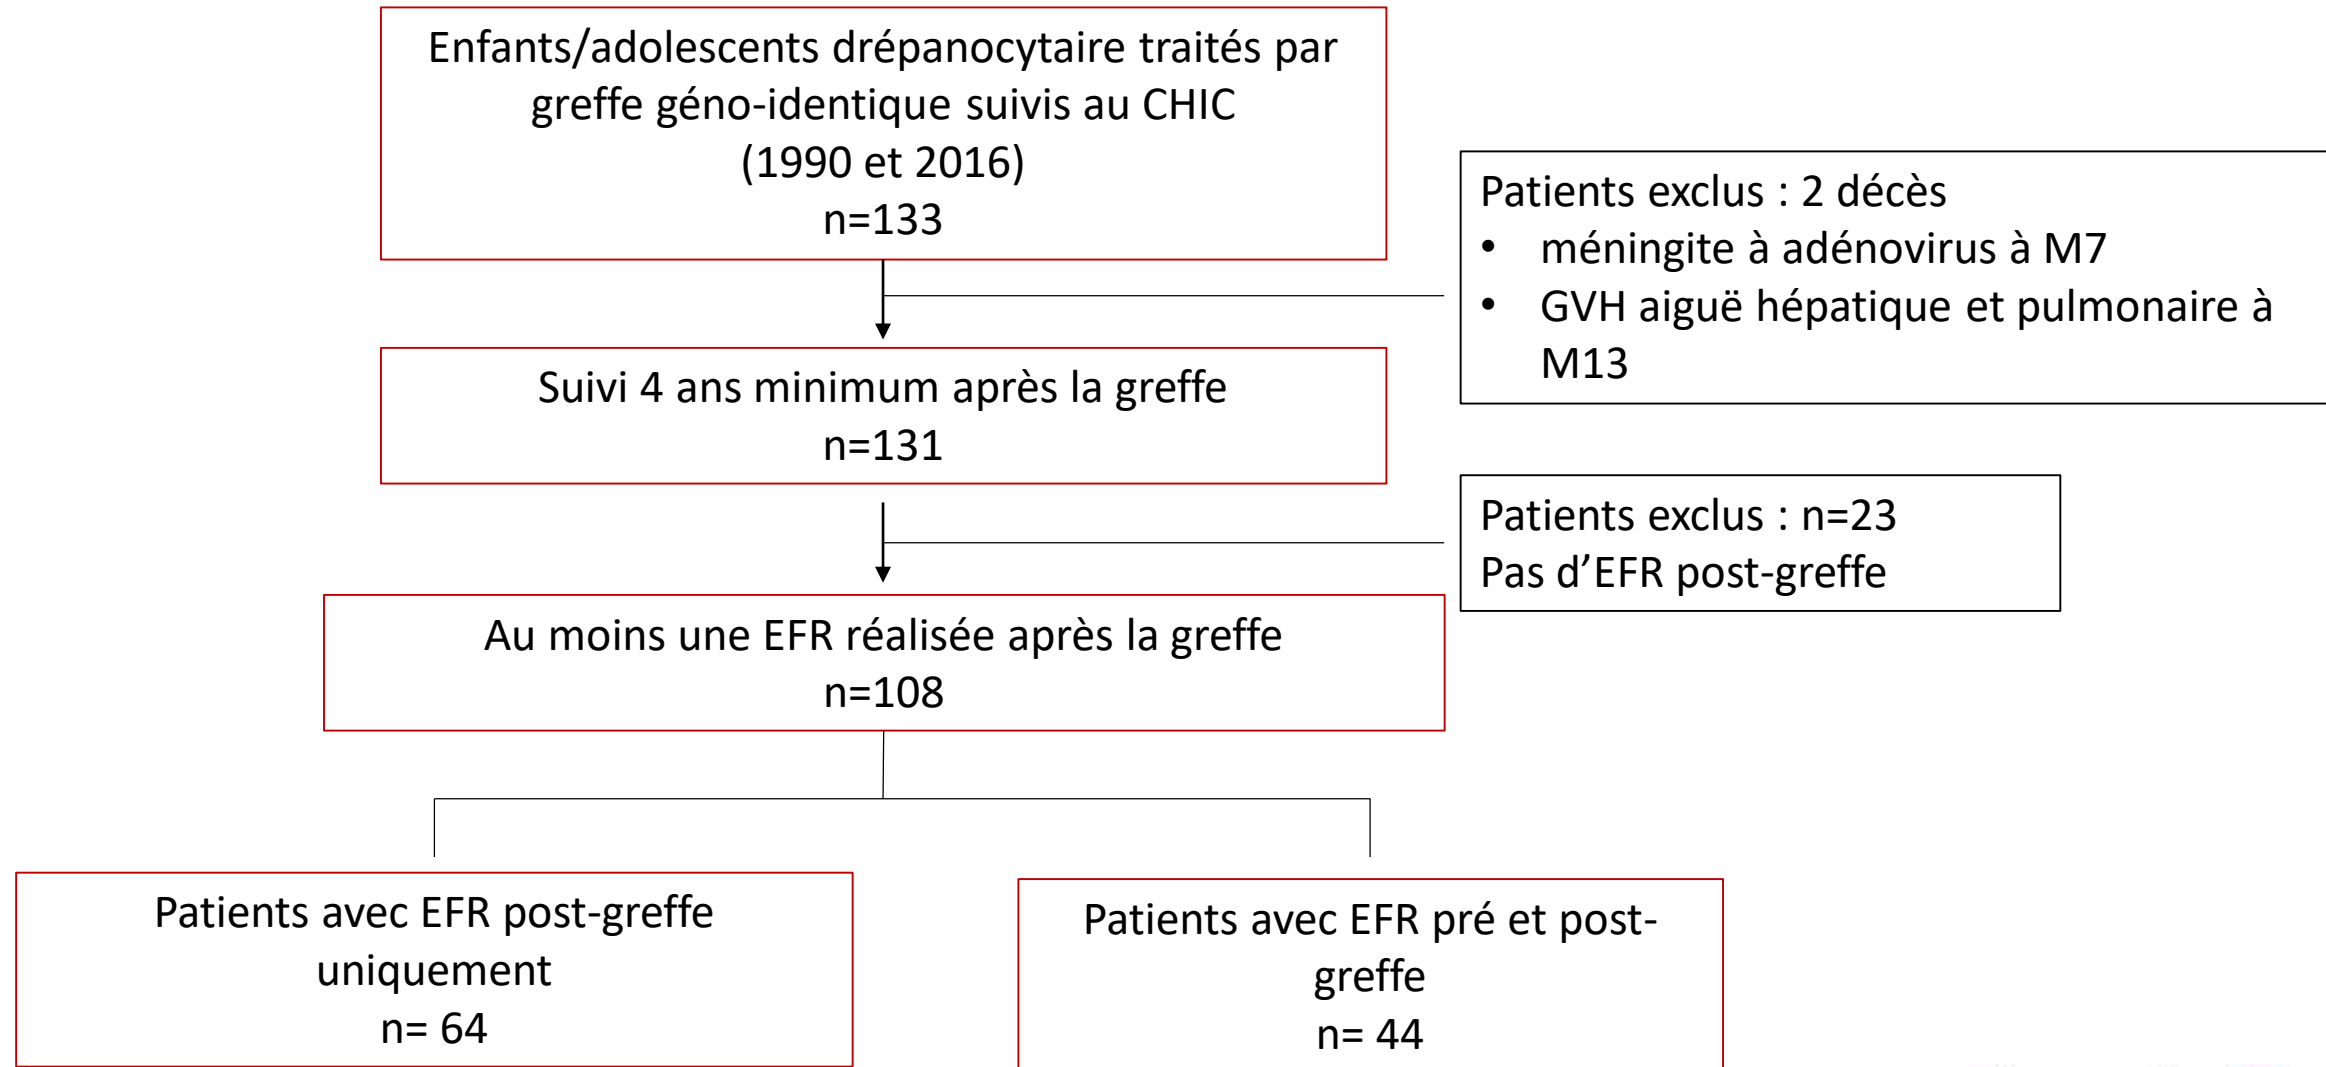 Enfants/adolescents drépanocytaire traités par
greffe géno-identique suivis au CHIC
(1990 et 2016)
n=133
Patients exclus : 2 décès
• méningite à adénovirus à M7
• GVH aiguë hépatique et pulmonaire à
M13
Suivi 4 ans minimum après la greffe
n=131
Patients exclus : n=23
Pas d’EFR post-greffe
Au moins une EFR réalisée après la greffe
n=108
Patients avec EFR post-greffe
uniquement
n= 64
Patients avec EFR pré et post-
greffe
n= 44